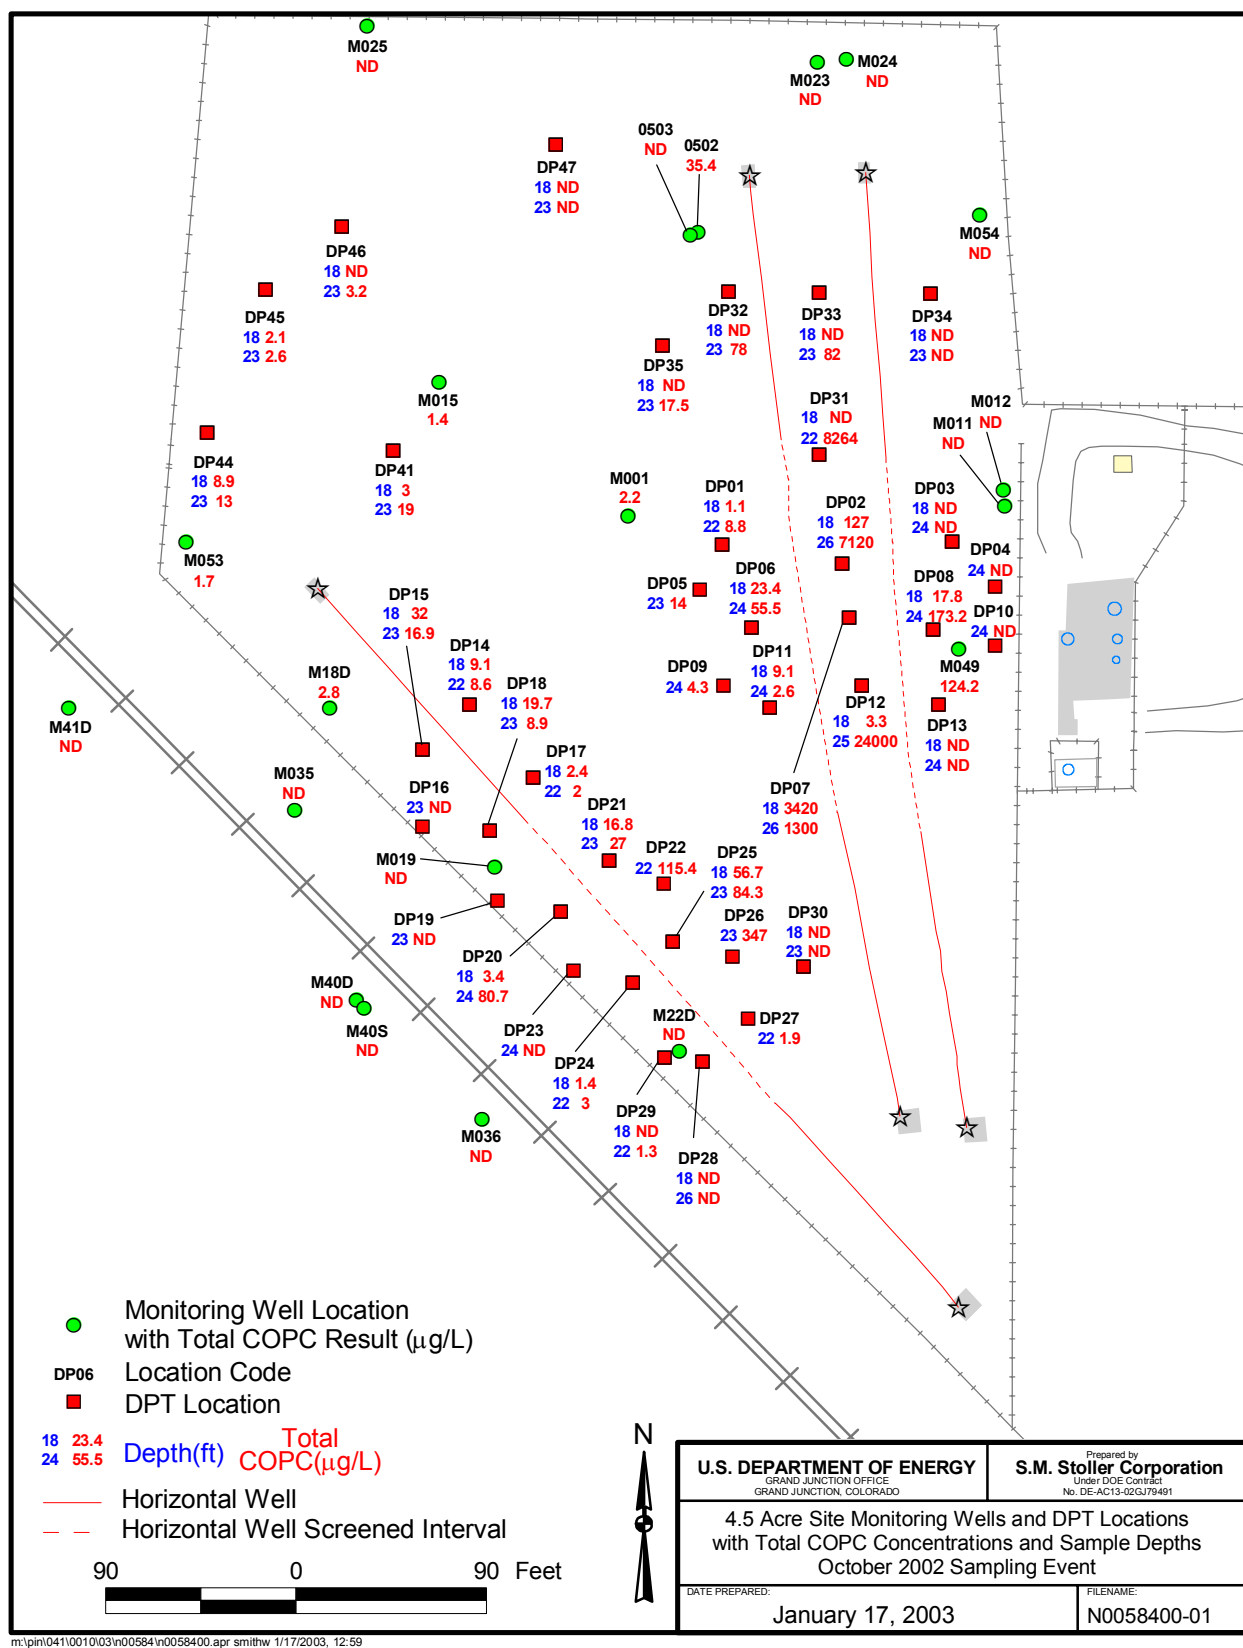 M025
ND
M024
ND
M023
ND
0503
ND
0502
35.4
DP47
18 ND
23 ND
M054
ND
DP46
18 ND
23 3.2
DP45
18 2.1
23 2.6
DP32
18 ND
23 78
DP33
18 ND
23 82
DP34
18 ND
23 ND
DP35
18 ND
23 17.5
M015
1.4
DP31
18 ND
22 8264
M012
ND
M011
ND
DP44
18 8.9
23 13
DP41
18 3
23 19
M001
2.2
DP01
18 1.1
22 8.8
DP02
18 127
26 7120
DP03
18 ND
24 ND
DP04
24 ND
M053
1.7
DP15
18 32
23 16.9
DP05
23 14
DP06
18 23.4
24 55.5
DP08
18 17.8
24 173.2
DP10
24 ND
DP14
18 9.1
22 8.6
M18D
2.8
DP18
18 19.7
23 8.9
DP09
24 4.3
DP11
18 9.1
24 2.6
M049
124.2
DP12
18 3.3
25 24000
DP13
18 ND
24 ND
M41D
ND
M035
ND
DP17
18 2.4
22 2
DP16
23 ND
DP07
18 3420
26 1300
DP21
18 16.8
23 27
DP22
22 115.4
DP25
18 56.7
23 84.3
M019
ND
DP19
23 ND
DP26
23 347
DP30
18 ND
23 ND
DP20
18 3.4
24 80.7
M40D
ND
M40S
ND
DP23
24 ND
M22D
ND
DP27
22 1.9
DP24
18 1.4
22 3
DP29
18 ND
22 1.3
DP28
18 ND
26 ND
M036
ND
Monitoring Well Location
with Total COPC Result (µg/L)
DP06 Location Code
DPT Location
18 23.4
24 55.5
Depth(ft)
Total
COPC(µg/L)
Horizontal Well
Horizontal Well Screened Interval
90 0 90 Feet
N
U.S. DEPARTMENT OF ENERGY
GRAND JUNCTION OFFICE
GRAND JUNCTION, COLORADO
Prepared by
S.M. Stoller Corporation
Under DOE Contract
No. DE-AC13-02GJ79491
4.5 Acre Site Monitoring Wells and DPT Locations
with Total COPC Concentrations and Sample Depths
October 2002 Sampling Event
DATE PREPARED:
January 17, 2003
FILENAME:
N0058400-01
m:\pin\041\0010\03\n00584\n0058400.apr smithw 1/17/2003, 12:59